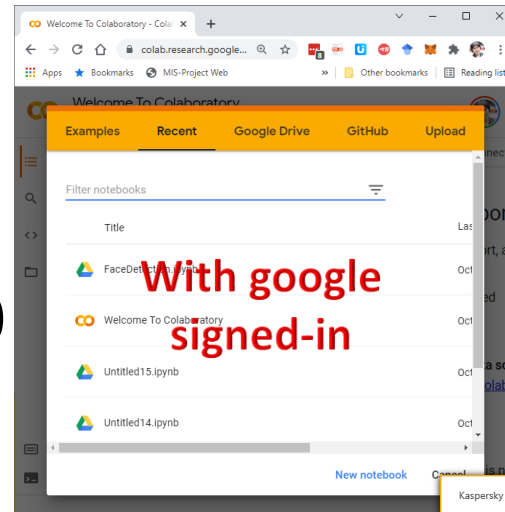 Welcome To Colaboratory - Cola
colab.research.google...
8
Apps Bookmarks MIS-Project Web » Other bookmarks Reading list
Welcome To Colaboratory
Examples Recent Google Drive GitHub Upload
Filter notebooks
Title Las
FaceDetection.ipynb Oct
With google
Welcome To Colaboratory Oct
signed-in
Untitled15.ipynb Oct
Untitled14.ipynb Oct
New notebook Cancel
Kaspersky